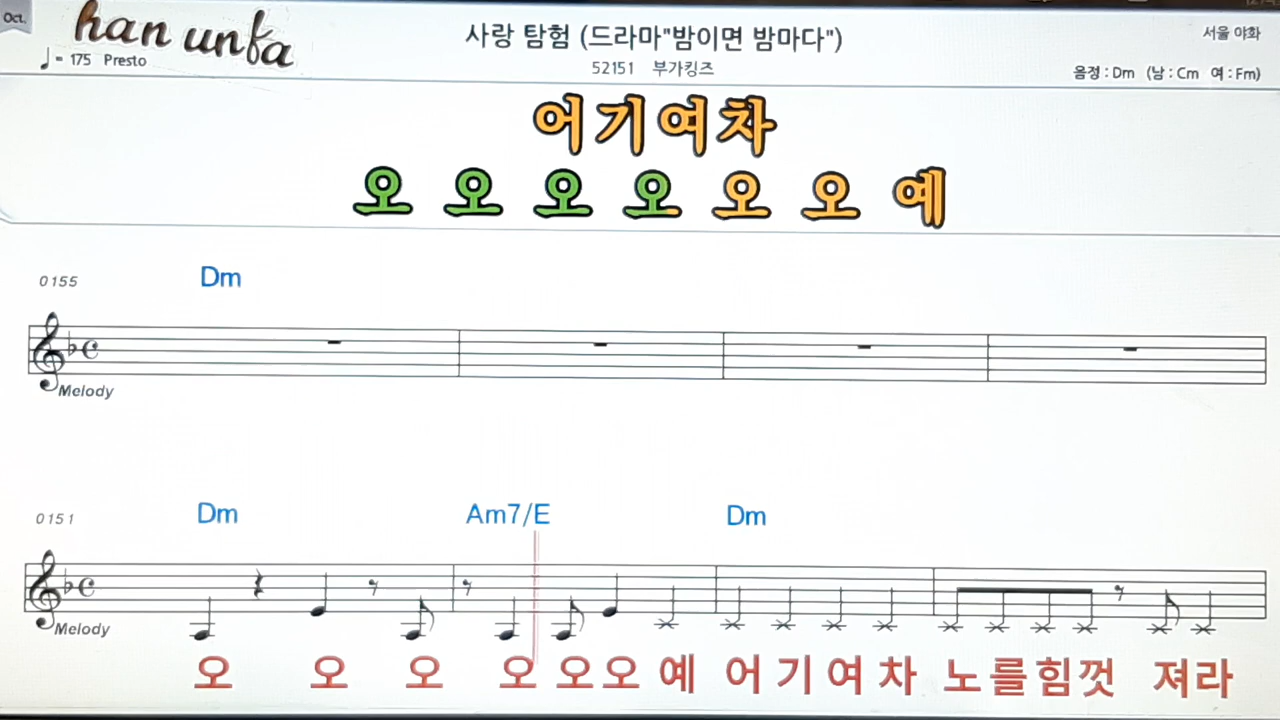 Oct.
han unfa
♩= 175 Presto
사랑 탐험 (드라마"밤이면 밤마다")
52151 부가킹즈
서울 야화
음정 : Dm (남 : Cm 여 : Fm)
어기여차
오 오 오 오 오 오 예
0155 Dm
Melody
0151 Dm Am7/E Dm
Melody
오 오 오 오 오 오 예 어 기 여 차 노 를 힘 껏 져 라